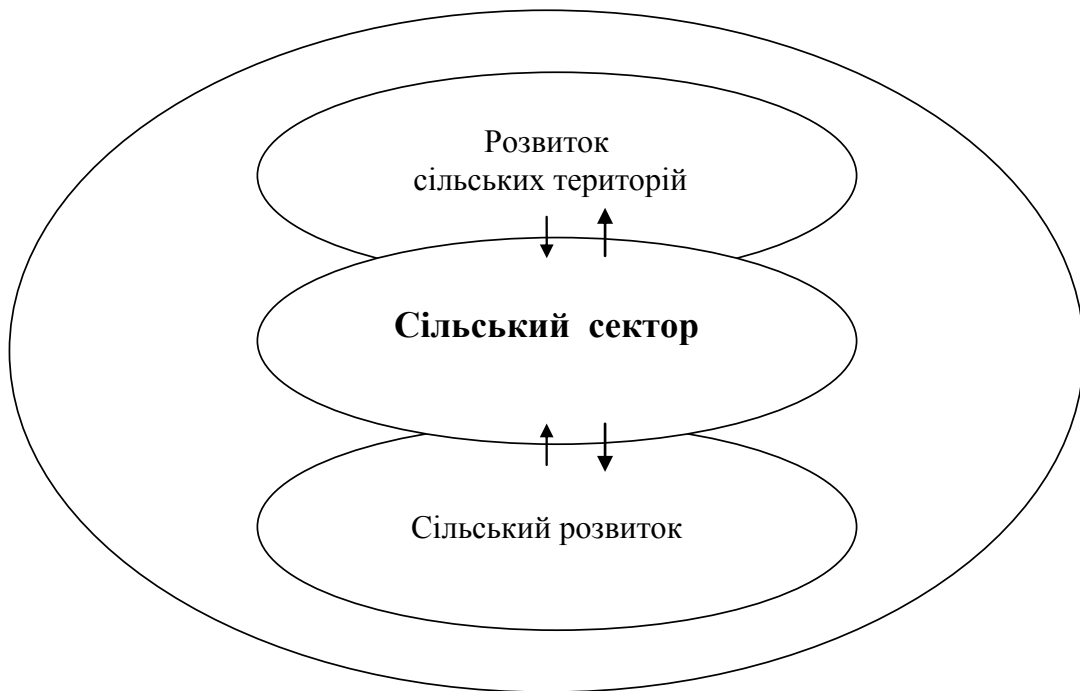 Розвиток
сільських територій
Сільський сектор
Сільський розвиток